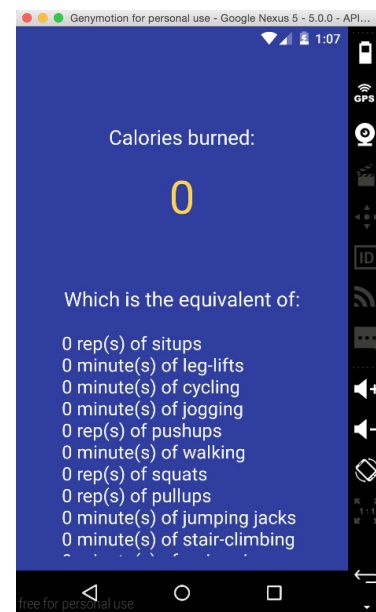 Genymotion for personal use - Google Nexus 5 - 5.0.0 - API...
1:07
GPS
Calories burned:
0
ID
Which is the equivalent of:
0 rep(s) of situps
0 minute(s) of leg-lifts
0 minute(s) of cycling
0 minute(s) of jogging
0 rep(s) of pushups
0 minute(s) of walking
0 rep(s) of squats
0 rep(s) of pullups
0 minute(s) of jumping jacks
1:1
0 minute(s) of stair-climbing
free for personal use